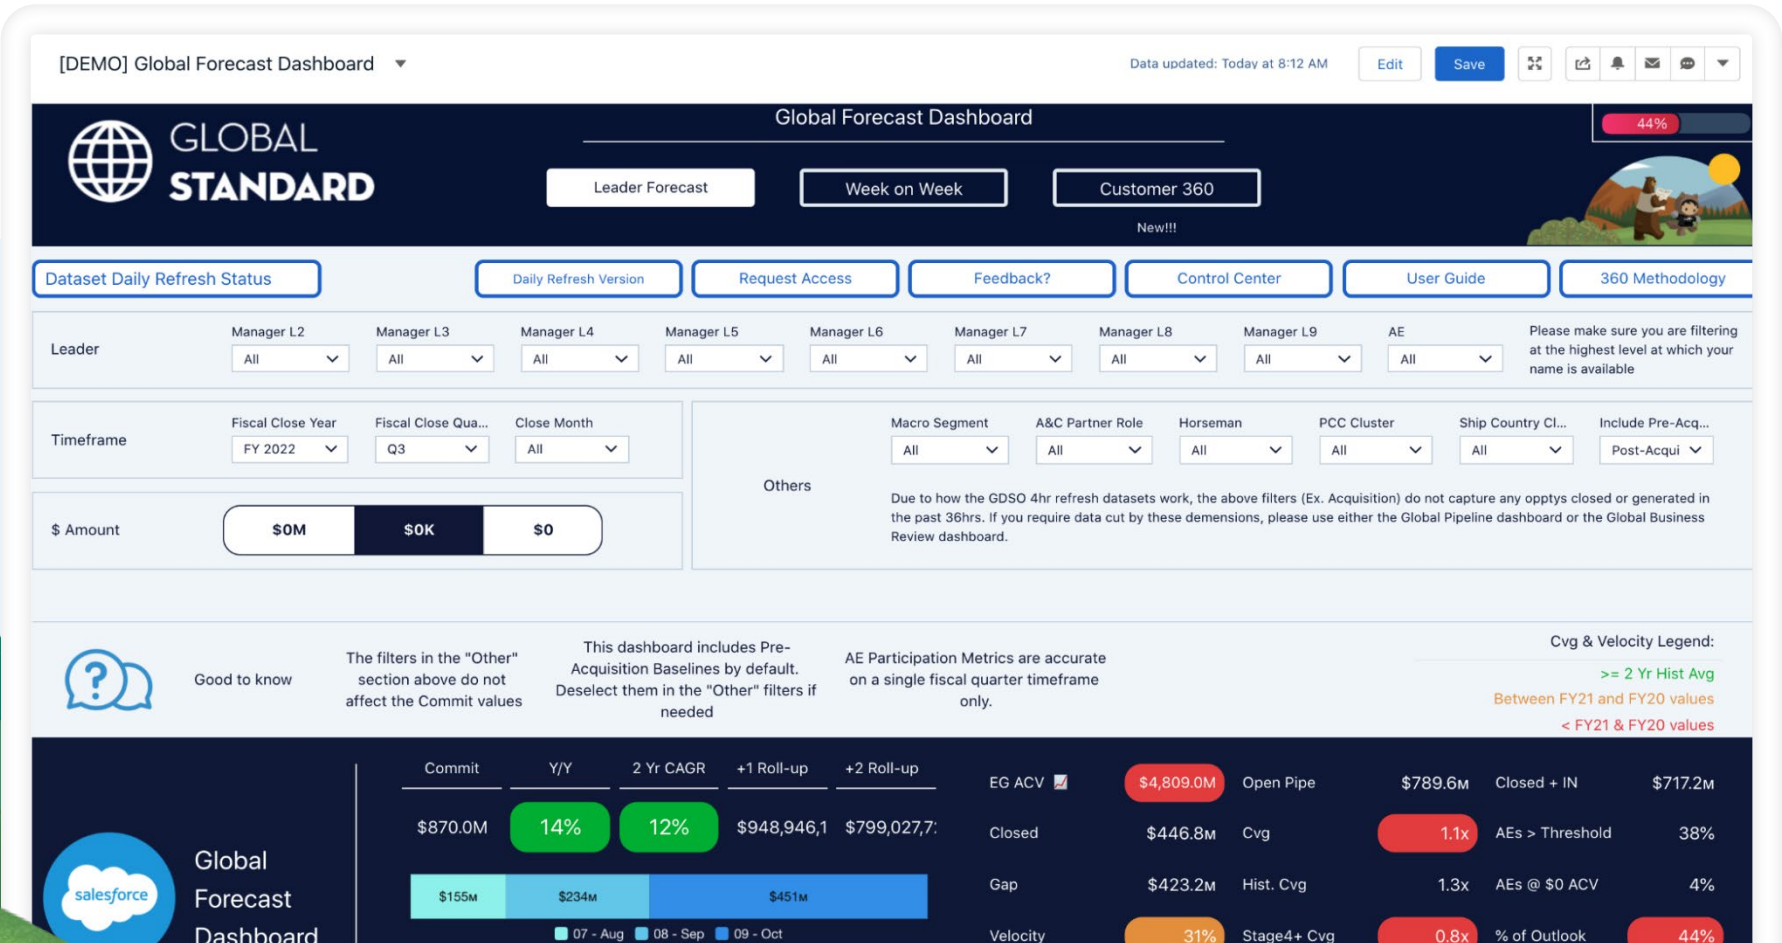 [DEMO] Global Forecast Dashboard
Data updated: Today at 8:12 AM
Edit
Save
GLOBAL
STANDARD
Global Forecast Dashboard
44%
Leader Forecast
Week on Week
Customer 360
New!!!
Dataset Daily Refresh Status
Daily Refresh Version
Request Access
Feedback?
Control Center
User Guide
360 Methodology
Leader
Manager L2
All
Manager L3
All
Manager L4
All
Manager L5
All
Manager L6
All
Manager L7
All
Manager L8
All
Manager L9
All
AE
All
Please make sure you are filtering
at the highest level at which your
name is available
Timeframe
Fiscal Close Year
FY 2022
Fiscal Close Qua...
Q3
Close Month
All
$ Amount
$0M
$0K
$0
Others
Macro Segment
All
A&C Partner Role
All
Horseman
All
PCC Cluster
All
Ship Country Cl...
All
Include Pre-Acq...
Post-Acqui
Due to how the GDSO 4hr refresh datasets work, the above filters (Ex. Acquisition) do not capture any opptys closed or generated in
the past 36hrs. If you require data cut by these demensions, please use either the Global Pipeline dashboard or the Global Business
Review dashboard.
Good to know
The filters in the "Other"
section above do not
affect the Commit values
This dashboard includes Pre-
Acquisition Baselines by default.
Deselect them in the "Other" filters if
needed
AE Participation Metrics are accurate
on a single fiscal quarter timeframe
only.
Cvg & Velocity Legend:
>= 2 Yr Hist Avg
Between FY21 and FY20 values
< FY21 & FY20 values
salesforce
Global
Forecast
Dashboard
Commit
Y/Y
2 Yr CAGR
+1 Roll-up
+2 Roll-up
$870.0M
14%
12%
$948,946,1
$799,027,7
$155M
$234M
$451M
07 - Aug
08 - Sep
09 - Oct
EG ACV
$4,809.0M
Open Pipe
$789.6M
Closed + IN
$717.2M
Closed
$446.8M
Cvg
1.1x
AEs > Threshold
38%
Gap
$423.2M
Hist. Cvg
1.3x
AEs @ $0 ACV
4%
Velocity
31%
Stage4+ Cvg
0.8x
% of Outlook
44%